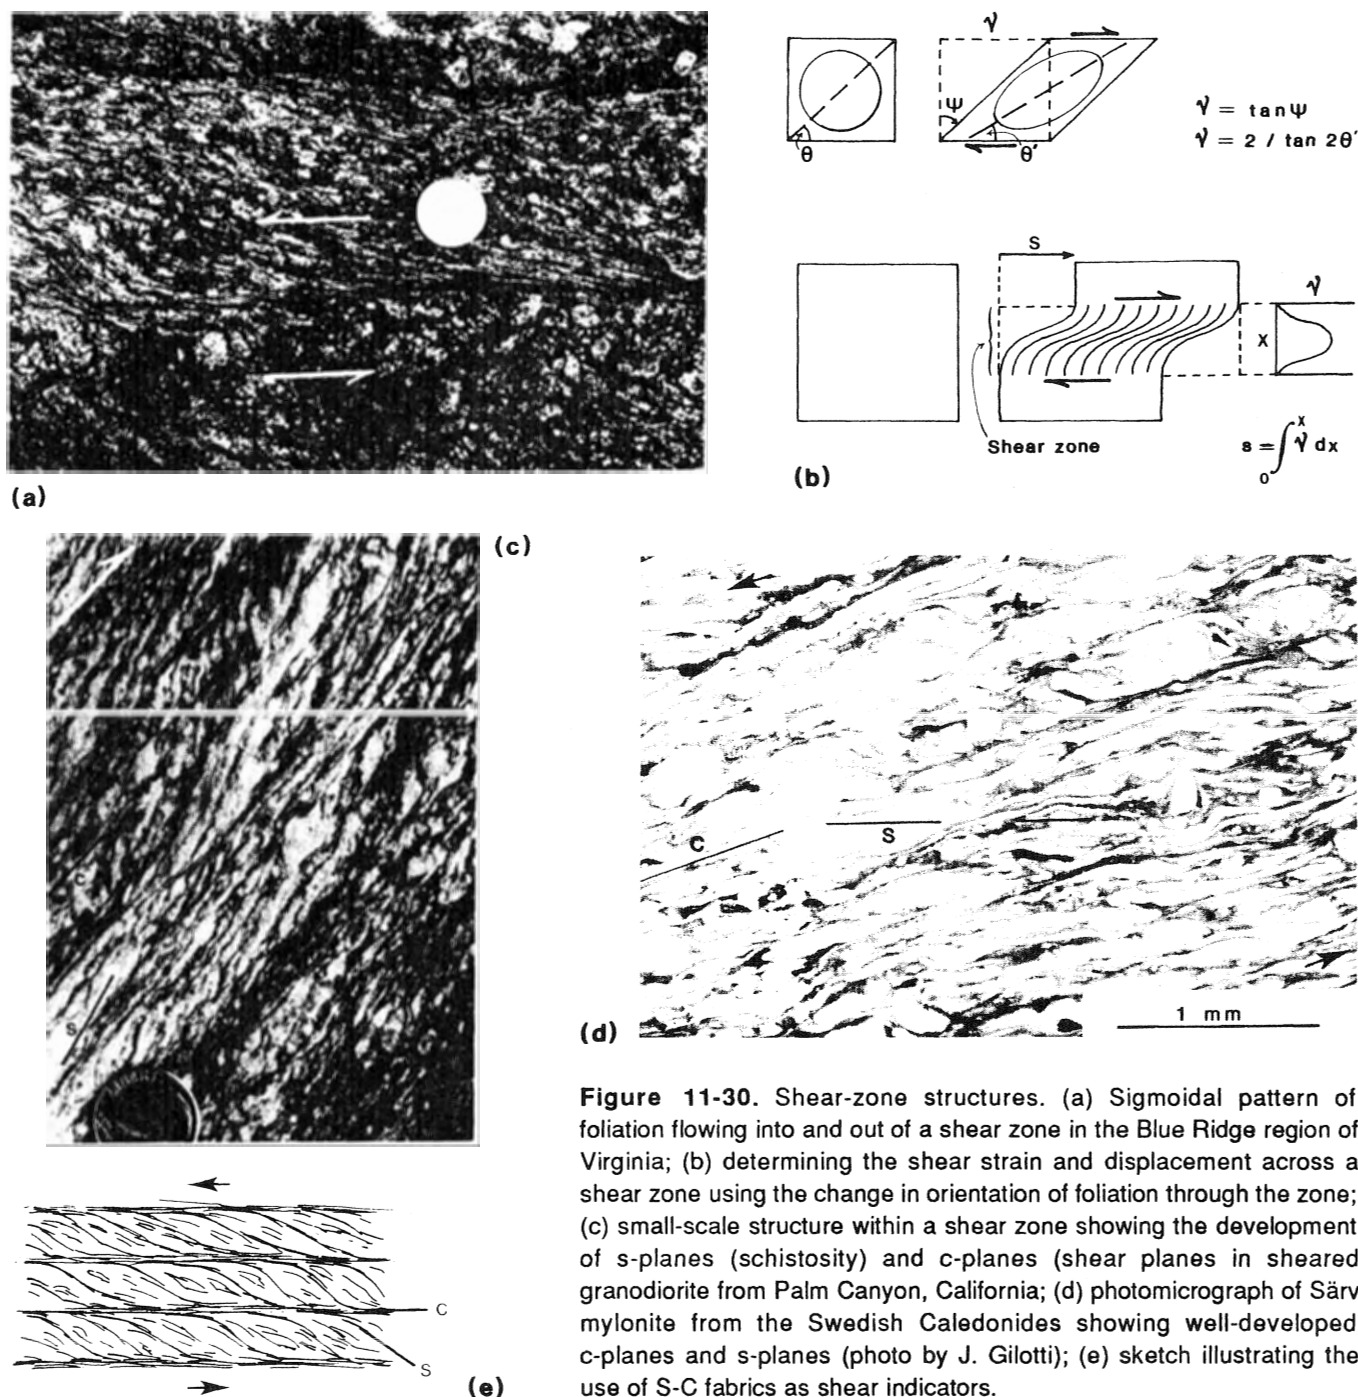 (a)
γ
ψ
θ
θ'
γ = tan ψ
γ = 2 / tan 2θ'
S
γ
X
Shear zone
s = ∫ γ dx
x
0
(b)
(c)
C
S
C
S
(d)
1 mm
C
S
(e)
Figure 11-30. Shear-zone structures. (a) Sigmoidal pattern of
foliation flowing into and out of a shear zone in the Blue Ridge region of
Virginia; (b) determining the shear strain and displacement across a
shear zone using the change in orientation of foliation through the zone;
(c) small-scale structure within a shear zone showing the development
of s-planes (schistosity) and c-planes (shear planes in sheared
granodiorite from Palm Canyon, California; (d) photomicrograph of Särv
mylonite from the Swedish Caledonides showing well-developed
c-planes and s-planes (photo by J. Gilotti); (e) sketch illustrating the
use of S-C fabrics as shear indicators.